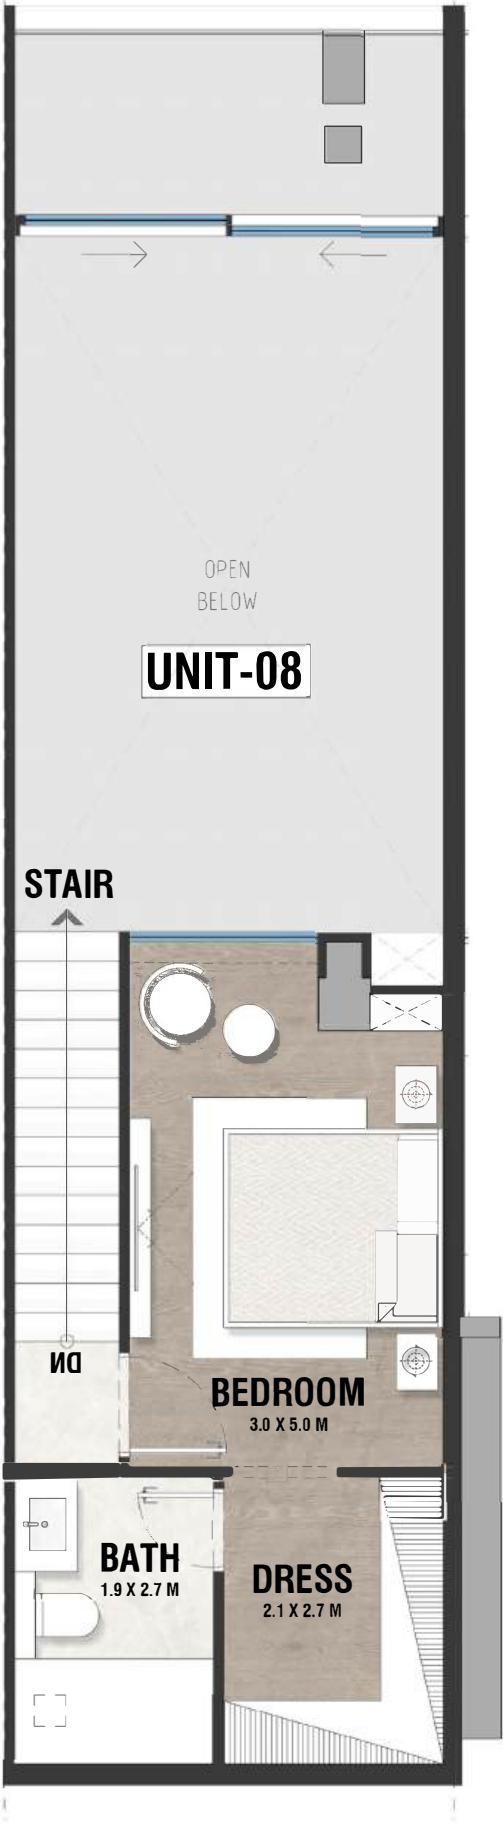 OPEN
BELOW
UNIT-08
STAIR
DN
BEDROOM
3.0 X 5.0 M
BATH
1.9 X 2.7 M
DRESS
2.1 X 2.7 M